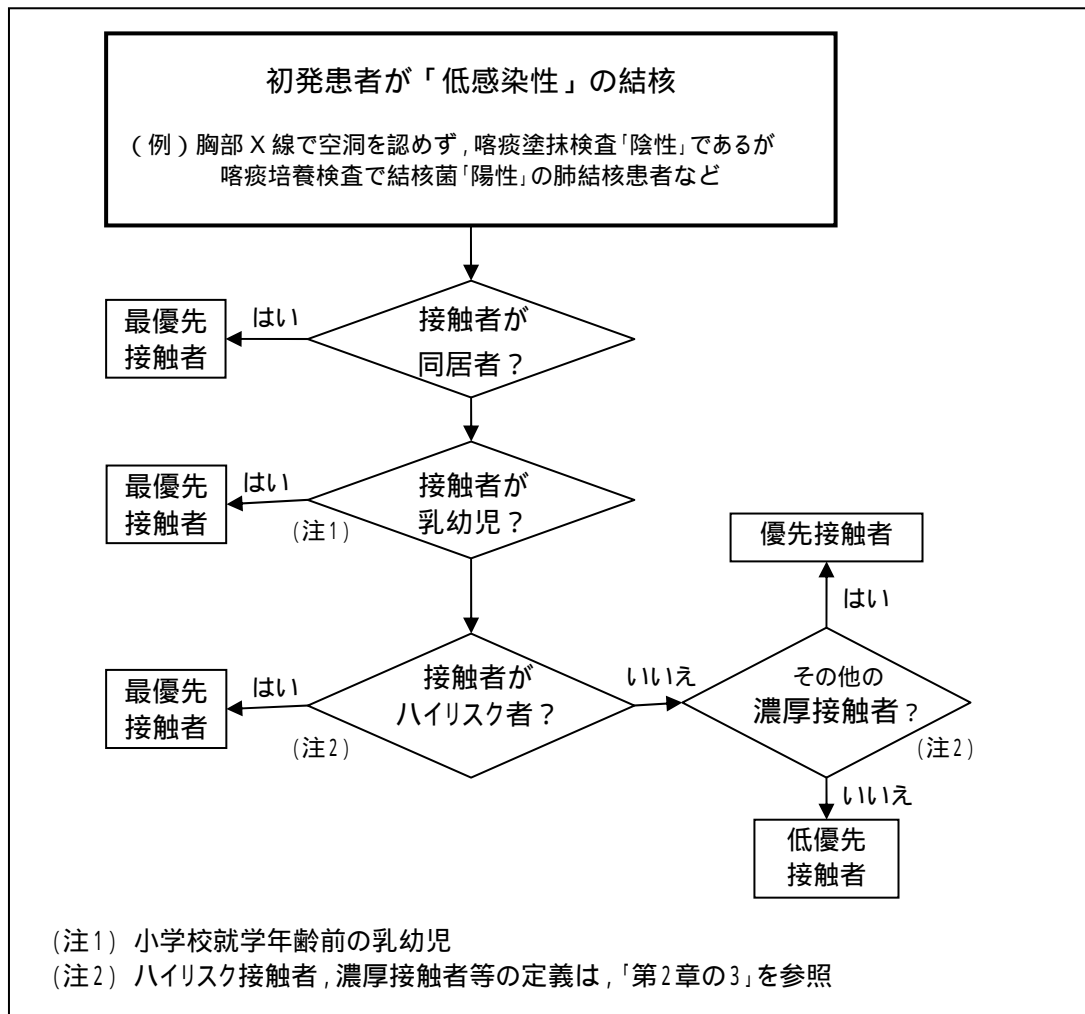 初発患者が「低感染性」の結核
（例）胸部X線で空洞を認めず,喀痰塗抹検査「陰性」であるが
喀痰培養検査で結核菌「陽性」の肺結核患者など
接触者が
同居者？
はい
最優先
接触者
接触者が
乳幼児？
はい
(注1)
最優先
接触者
接触者が
ハイリスク者？
はい
(注2)
最優先
接触者
いいえ
その他の
濃厚接触者？
(注2)
はい
優先接触者
いいえ
低優先
接触者
(注1) 小学校就学年齢前の乳幼児
(注2) ハイリスク接触者,濃厚接触者等の定義は,「第2章の3」を参照